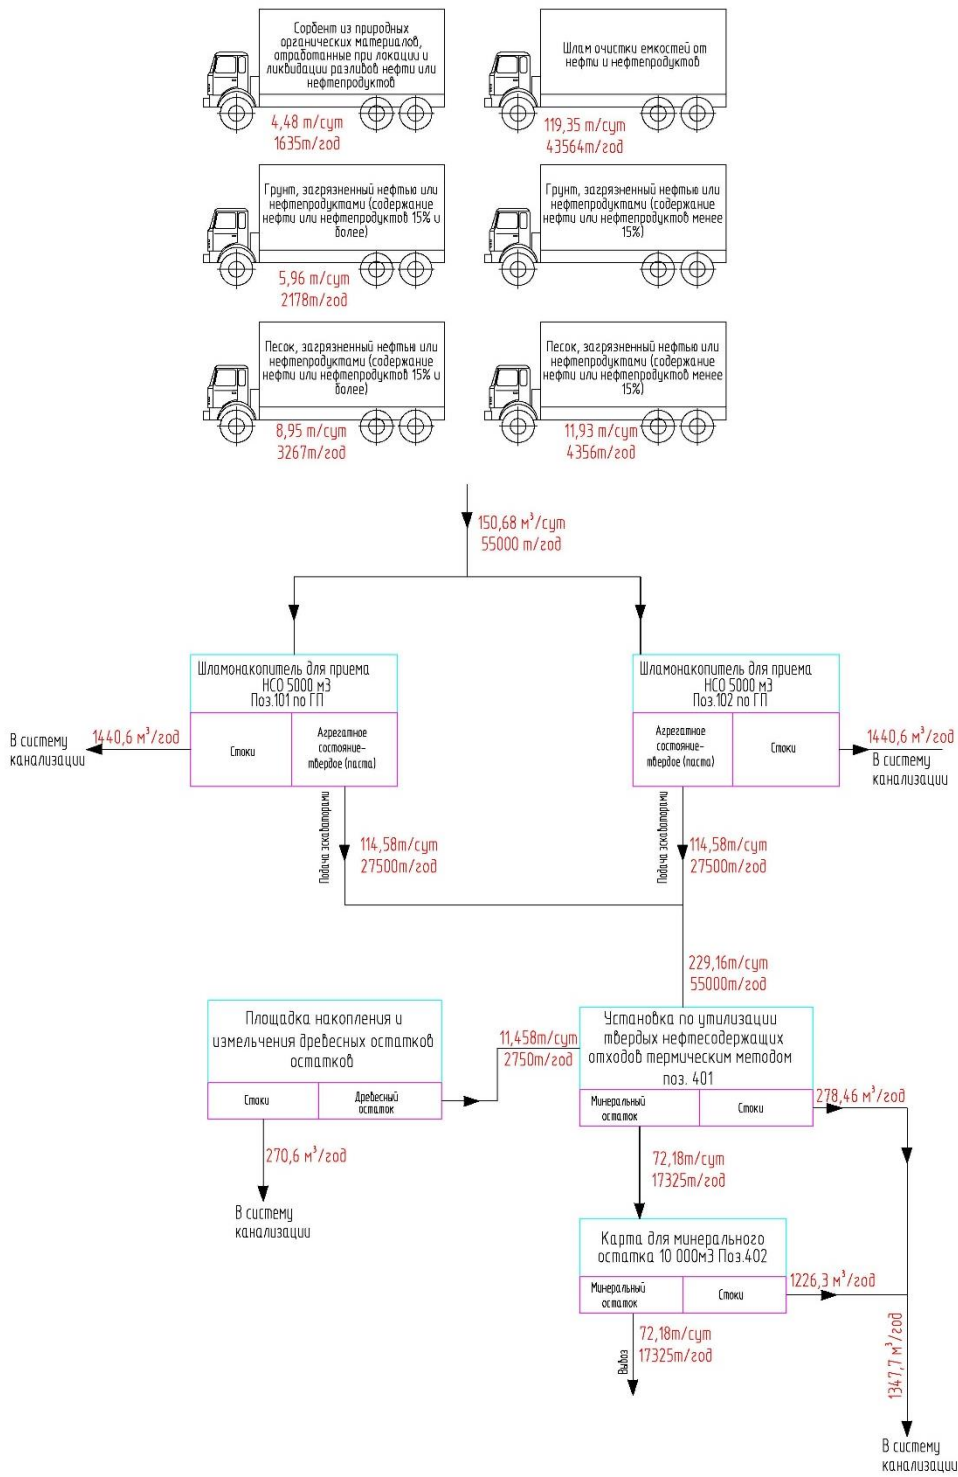 Сорбент из природных
органических материалов,
отработанные при локации и
ликвидации разливов нефти или
нефтепродуктов
4,48 т/сут
1635т/год
Шлам очистки емкостей от
нефти и нефтепродуктов
119,35 т/сут
43564т/год
Грунт, загрязненный нефтью или
нефтепродуктами (содержание
нефти или нефтепродуктов 15% и
более)
5,96 т/сут
2178т/год
Грунт, загрязненный нефтью или
нефтепродуктами (содержание
нефти или нефтепродуктов менее
15%)
Песок, загрязненный нефтью или
нефтепродуктами (содержание
нефти или нефтепродуктов 15% и
более)
8,95 т/сут
3267т/год
Песок, загрязненный нефтью или
нефтепродуктами (содержание
нефти или нефтепродуктов менее
15%)
11,93 т/сут
4356т/год
150,68 м³/сут
55000 т/год
Шламонакопитель для приема
НСО 5000 м3
Поз.101 по ГП
Стоки
Агрегатное
состояние-
твердое (паста)
1440,6 м³/год
В систему
канализации
Шламонакопитель для приема
НСО 5000 м3
Поз.102 по ГП
Агрегатное
состояние-
твердое (паста)
Стоки
1440,6 м³/год
В систему
канализации
Подача эскаваторами
114,58т/сут
27500т/год
Подача эскаваторами
114,58т/сут
27500т/год
229,16т/сут
55000т/год
Площадка накопления и
измельчения древесных остатков
остатков
Стоки
Древесный
остаток
11,458т/сут
2750т/год
270,6 м³/год
В систему
канализации
Установка по утилизации
твердых нефтесодержащих
отходов термическим методом
поз. 401
Минеральный
остаток
Стоки
278,46 м³/год
72,18т/сут
17325т/год
Карта для минерального
остатка 10 000м3 Поз.402
Минеральный
остаток
Стоки
1226,3 м³/год
Вывоз
72,18т/сут
17325т/год
1347,7 м³/год
В систему
канализации